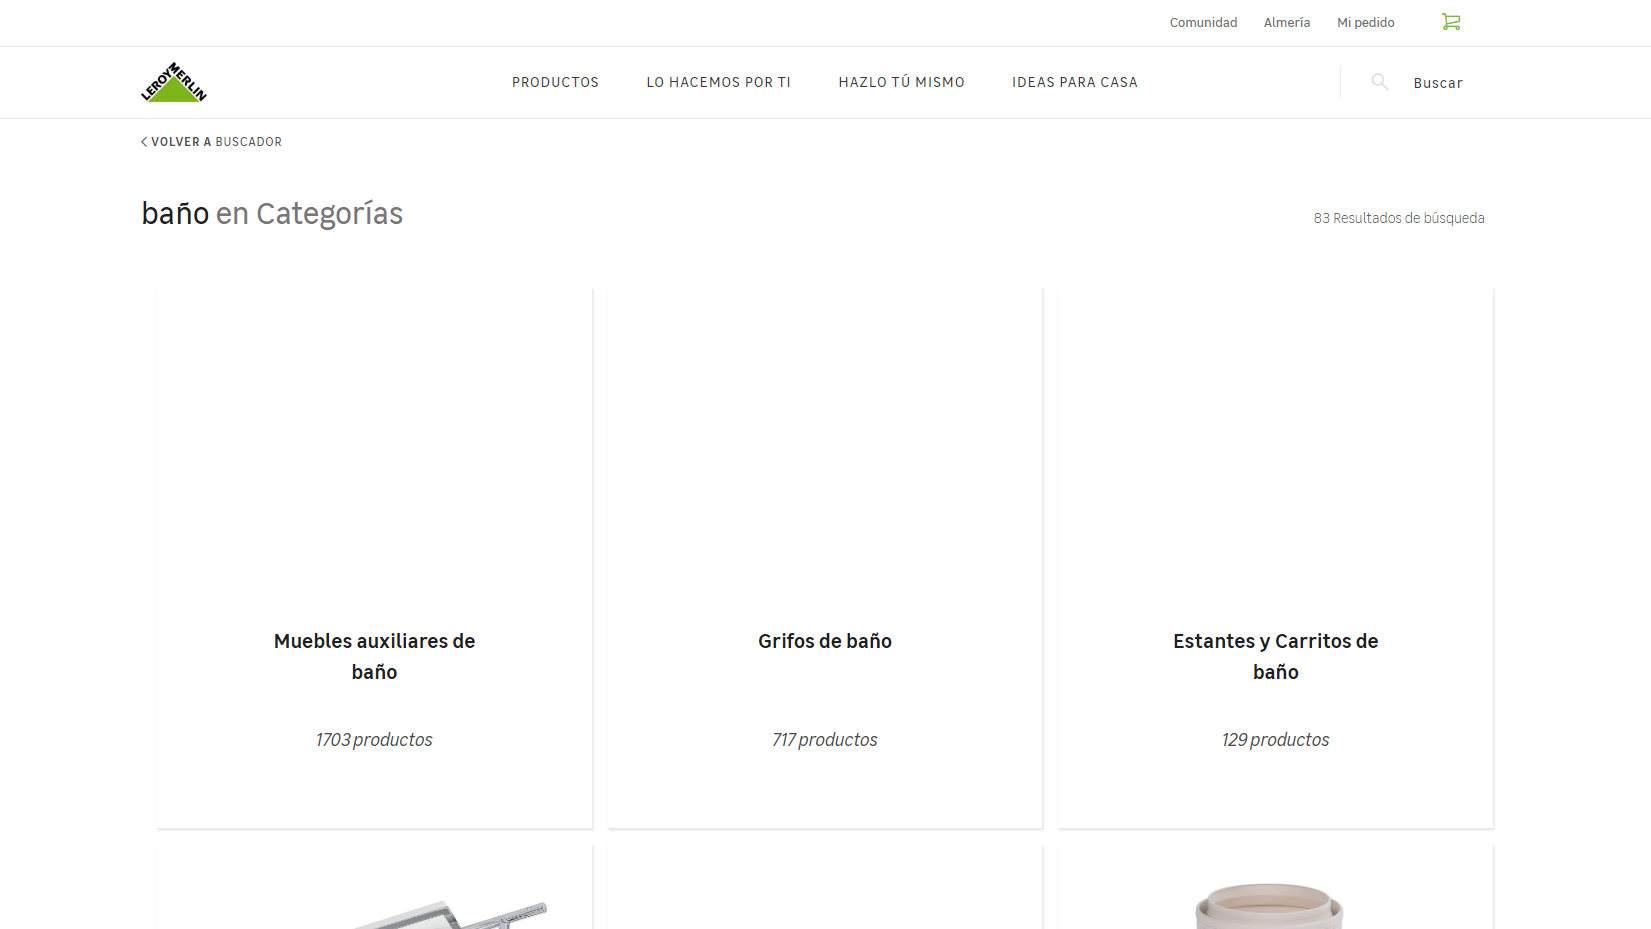 Comunidad Almería Mi pedido
LEROY MERLIN
PRODUCTOS LO HACEMOS POR TI HAZLO TÚ MISMO IDEAS PARA CASA Buscar
VOLVER A BUSCADOR
baño en Categorías
83 Resultados de búsqueda
Muebles auxiliares de
baño
1703 productos
Grifos de baño
717 productos
Estantes y Carritos de
baño
129 productos